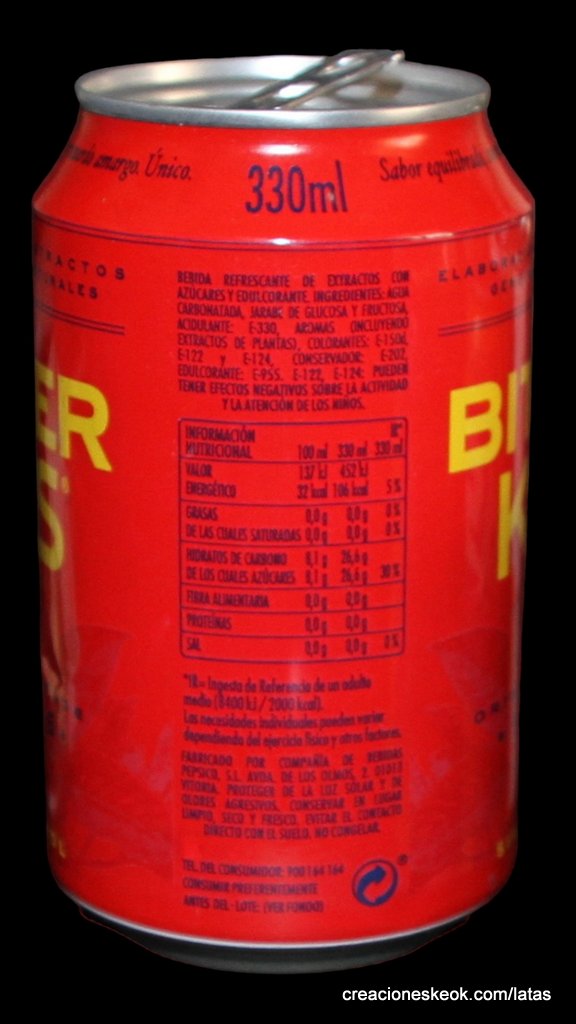 amargo. Único.
330ml
Sabor equilibrado
EXTRACTOS
ELABORA
BEBIDA REFRESCANTE DE EXTRACTOS CON
AZÚCARES Y EDULCORANTE. INGREDIENTES: AGUA
CARBONATADA, JARABE DE GLUCOSA Y FRUCTOSA,
ACIDULANTE: E-330, AROMAS (INCLUYENDO
EXTRACTOS DE PLANTAS), COLORANTES: E-150d,
E-122 y E-124, CONSERVADOR: E-202,
EDULCORANTE: E-955. E-122, E-124: PUEDEN
TENER EFECTOS NEGATIVOS SOBRE LA ACTIVIDAD
Y LA ATENCIÓN DE LOS NIÑOS.
ER
S
BIT
K
INFORMACIÓN IR*
NUTRICIONAL 100 ml 330 ml 330 ml
VALOR 137 kJ 452 kJ
ENERGÉTICO 32 kcal 106 kcal 5%
GRASAS 0,0 g 0,0 g 0%
DE LAS CUALES SATURADAS 0,0 g 0,0 g 0%
HIDRATOS DE CARBONO 8,1 g 26,6 g
DE LOS CUALES AZÚCARES 8,1 g 26,6 g 30%
FIBRA ALIMENTARIA 0,0 g 0,0 g
PROTEÍNAS 0,0 g 0,0 g
SAL 0,0 g 0,0 g 0%
*IR= Ingesta de Referencia de un adulto
medio (8400 kJ / 2000 kcal).
Las necesidades individuales pueden variar
dependiendo del ejercicio físico y otros factores.
FABRICADO POR COMPAÑÍA DE BEBIDAS
PEPSICO, S.L. AVDA. DE LOS OLMOS, 2. 01013
VITORIA. PROTEGER DE LA LUZ SOLAR Y DE
OLORES AGRESIVOS. CONSERVAR EN LUGAR
LIMPIO, SECO Y FRESCO. EVITAR EL CONTACTO
DIRECTO CON EL SUELO. NO CONGELAR.
TEL. DEL CONSUMIDOR: 900 164 164
CONSUMIR PREFERENTEMENTE
ANTES DEL - LOTE: (VER FONDO)
creacioneskeok.com/latas